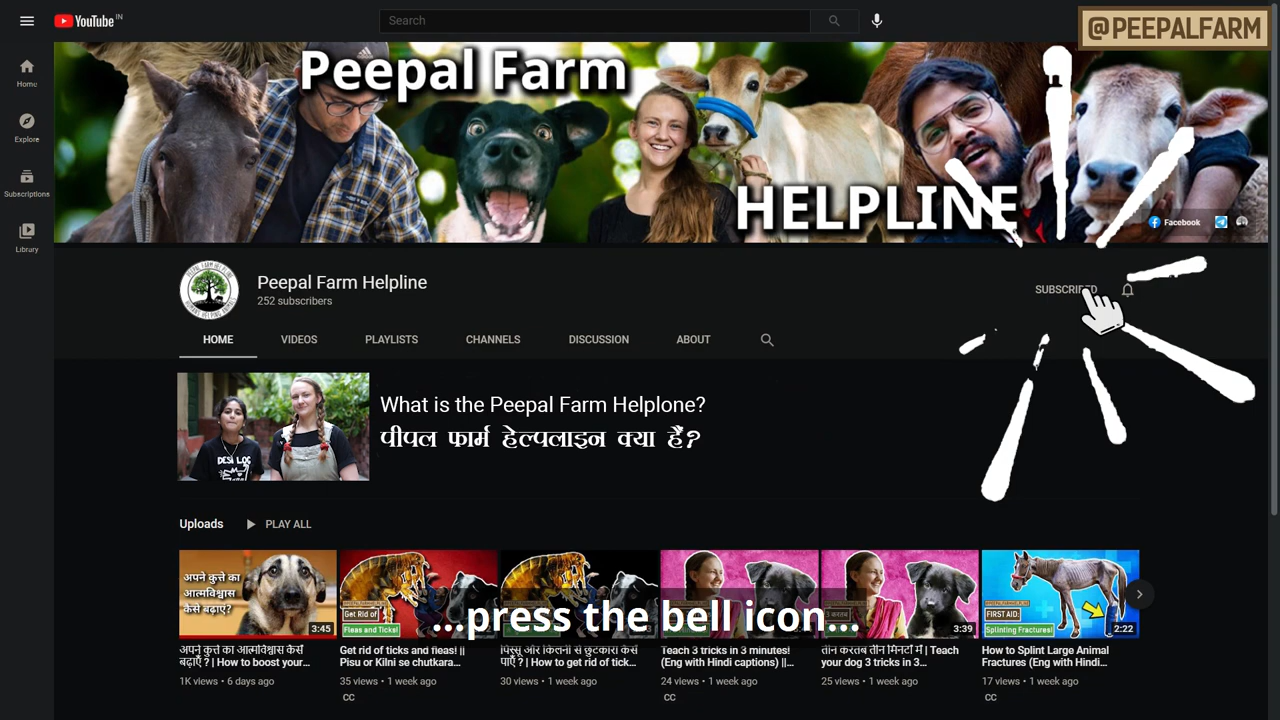 YouTube IN
Search
@PEEPALFARM
Home
Explore
Subscriptions
Library
Peepal Farm
HELPLINE
Facebook
Peepal Farm Helpline
252 subscribers
SUBSCRIBED
HOME VIDEOS PLAYLISTS CHANNELS DISCUSSION ABOUT
What is the Peepal Farm Helplone?
पीपल फार्म हेल्पलाइन क्या हैं?
Uploads PLAY ALL
अपने कुत्ते का
आत्मविश्वास
कैसे बढ़ाएं?
3:45
Get Rid of
Fleas and Ticks!
3:39
FIRST AID:
Splinting Fractures!
2:22
...press the bell icon...
अपने कुत्ते का आत्मविश्वास कैसे
बढ़ाएँ ? | How to boost your...
1K views • 6 days ago
Get rid of ticks and fleas! ||
Pisu or Kilni se chutkara...
35 views • 1 week ago
CC
पिस्सू और किलनी से छुटकारा कैसे
पाएँ ? | How to get rid of tick...
30 views • 1 week ago
Teach 3 tricks in 3 minutes!
(Eng with Hindi captions) ||...
24 views • 1 week ago
CC
तीन करतब तीन मिनटों में | Teach
your dog 3 tricks in 3...
25 views • 1 week ago
How to Splint Large Animal
Fractures (Eng with Hindi...
17 views • 1 week ago
CC